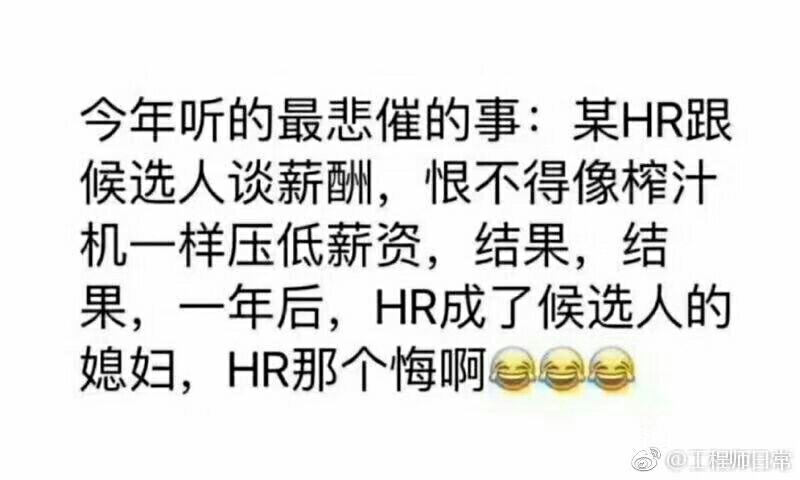 今年听的最悲催的事：某HR跟
候选人谈薪酬，恨不得像榨汁
机一样压低薪资，结果，结
果，一年后，HR成了候选人的
媳妇，HR那个悔啊😂😂😂
@工程师日常